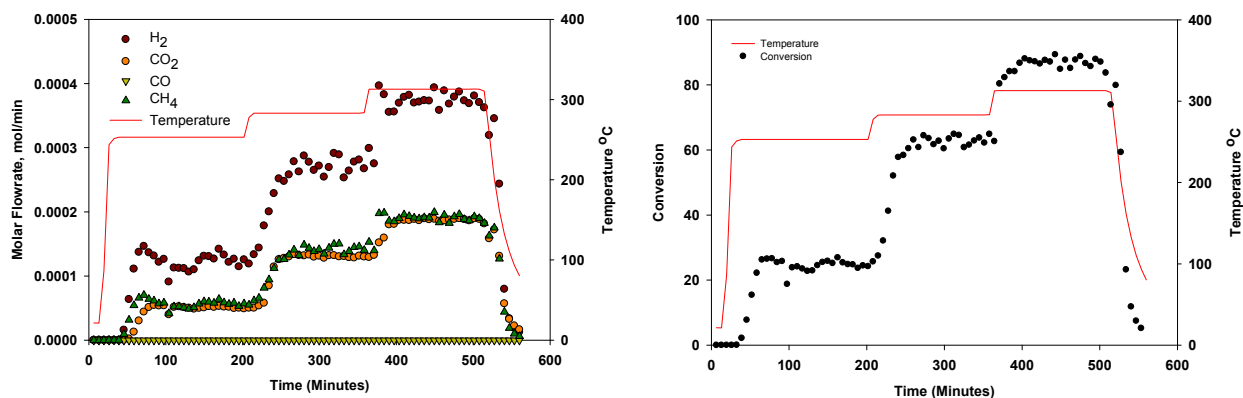 0.0005
0.0004
0.0003
0.0002
0.0001
0.0000
Molar Flowrate, mol/min
H2
CO2
CO
CH4
Temperature
400
300
200
100
0
Temperature °C
0 100 200 300 400 500 600
Time (Minutes)
100
80
60
40
20
0
Conversion
Temperature
Conversion
400
300
200
100
0
Temperature °C
0 100 200 300 400 500 600
Time (Minutes)